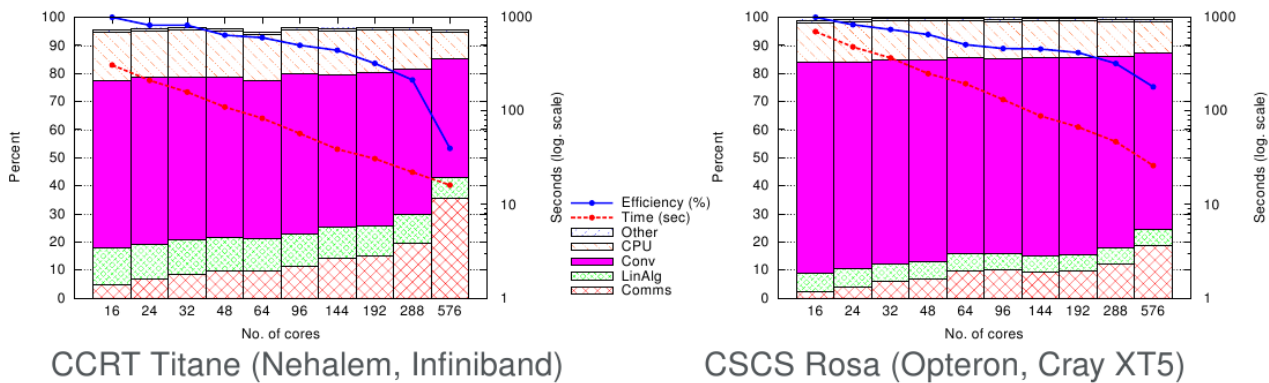 100
90
80
70
60
50
40
30
20
10
0
Percent
1000
100
10
1
Seconds (log. scale)
16 24 32 48 64 96 144 192 288 576
No. of cores
CCRT Titane (Nehalem, Infiniband)
Efficiency (%)
Time (sec)
Other
CPU
Conv
LinAlg
Comms
100
90
80
70
60
50
40
30
20
10
0
Percent
1000
100
10
1
Seconds (log. scale)
16 24 32 48 64 96 144 192 288 576
No. of cores
CSCS Rosa (Opteron, Cray XT5)